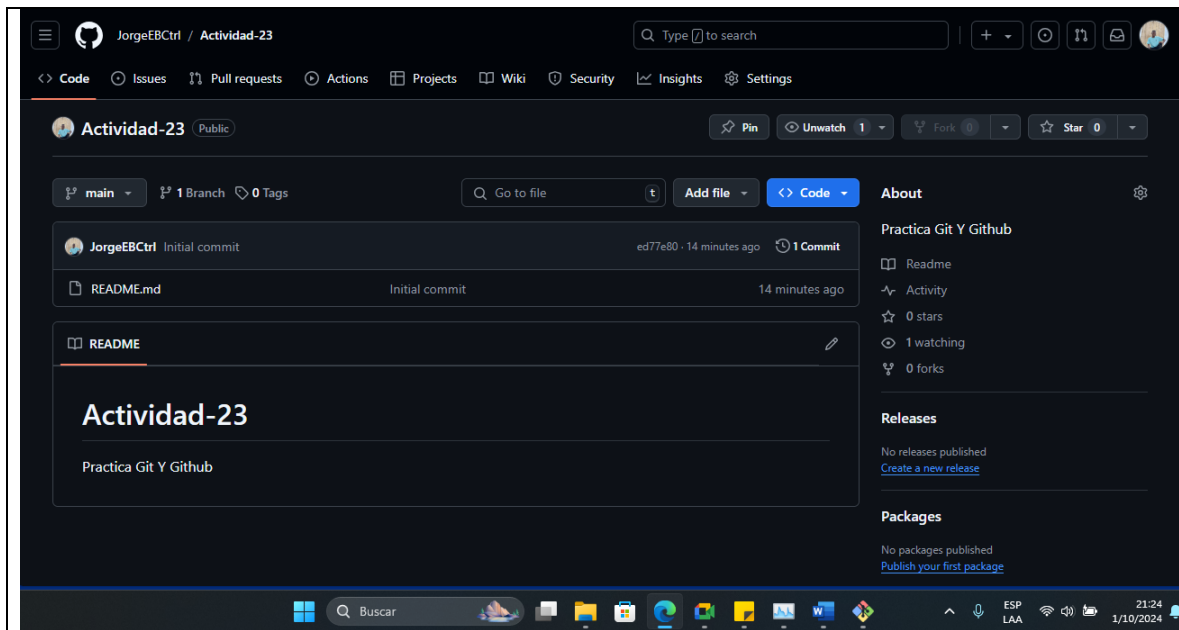 JorgeEBCtrl / Actividad-23 Type / to search
Code Issues Pull requests Actions Projects Wiki Security Insights Settings
Actividad-23 Public Pin Unwatch 1 Fork 0 Star 0
main 1 Branch 0 Tags Go to file t Add file Code
JorgeEBCtrl Initial commit ed77e80 · 14 minutes ago 1 Commit
README.md Initial commit 14 minutes ago
README
Actividad-23
Practica Git Y Github
About
Practica Git Y Github
Readme
Activity
0 stars
1 watching
0 forks
Releases
No releases published
Create a new release
Packages
No packages published
Publish your first package
Buscar
ESP
LAA
21:24
1/10/2024